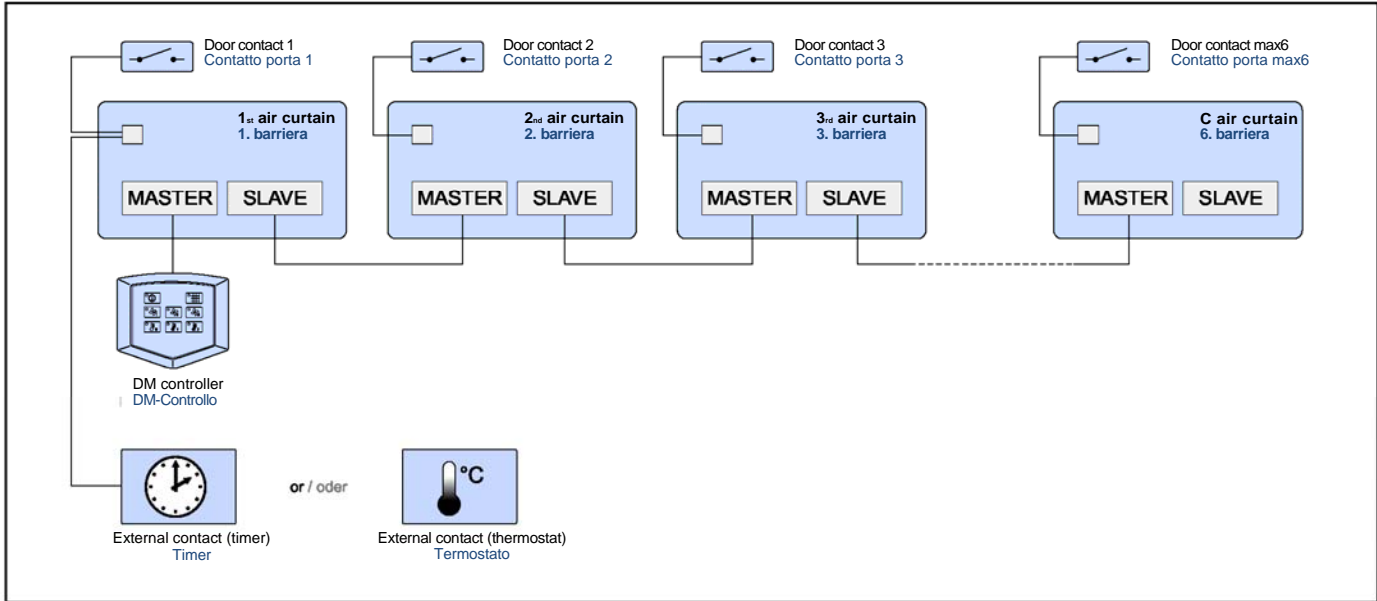 Door contact 1
Contatto porta 1
Door contact 2
Contatto porta 2
Door contact 3
Contatto porta 3
Door contact max6
Contatto porta max6
1st air curtain
1. barriera
MASTER SLAVE
2nd air curtain
2. barriera
MASTER SLAVE
3rd air curtain
3. barriera
MASTER SLAVE
C air curtain
6. barriera
MASTER SLAVE
DM controller
DM-Controllo
or / oder
°C
External contact (timer)
Timer
External contact (thermostat)
Termostato